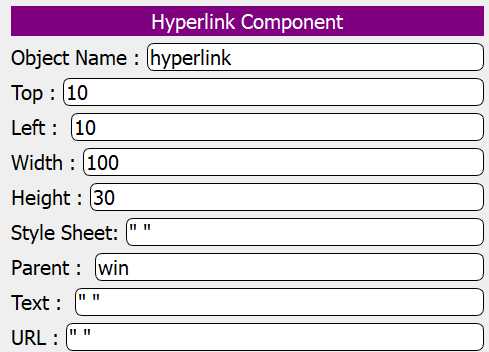 Hyperlink Component
Object Name : hyperlink
Top : 10
Left : 10
Width : 100
Height : 30
Style Sheet: " "
Parent : win
Text : " "
URL : " "